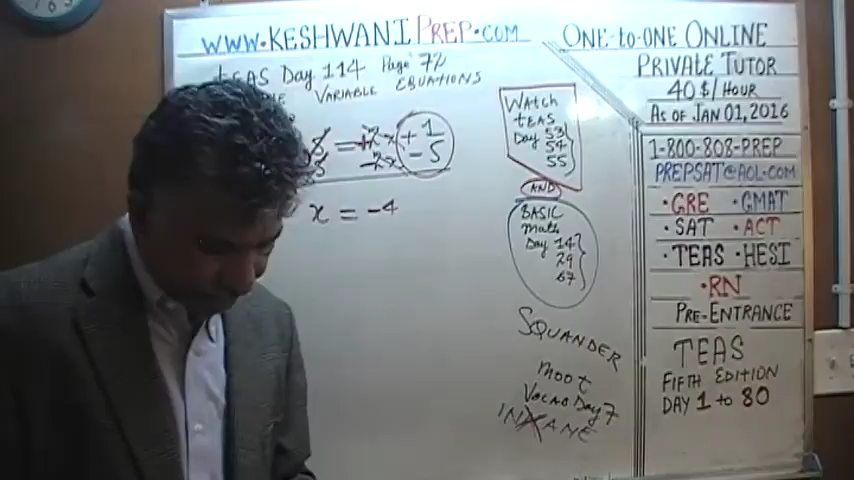 WWW.KESHWANIPREP.COM
TEAS Day 114 Page 72
VARIABLE EQUATIONS
+ 1
- 5
x = -4
WATCH
TEAS
Day 53
54
55
AND
BASIC
math
Day 14
29
67
SQUANDER
moot
Vocab Day 7
ONE-to-ONE ONLINE
PRIVATE TUTOR
40$/HOUR
AS OF JAN 01, 2016
1-800-808-PREP
PREPSAT@AOL.COM
•GRE •GMAT
•SAT •ACT
•TEAS •HESI
•RN
PRE-ENTRANCE
TEAS
FIFTH EDITION
DAY 1 to 80